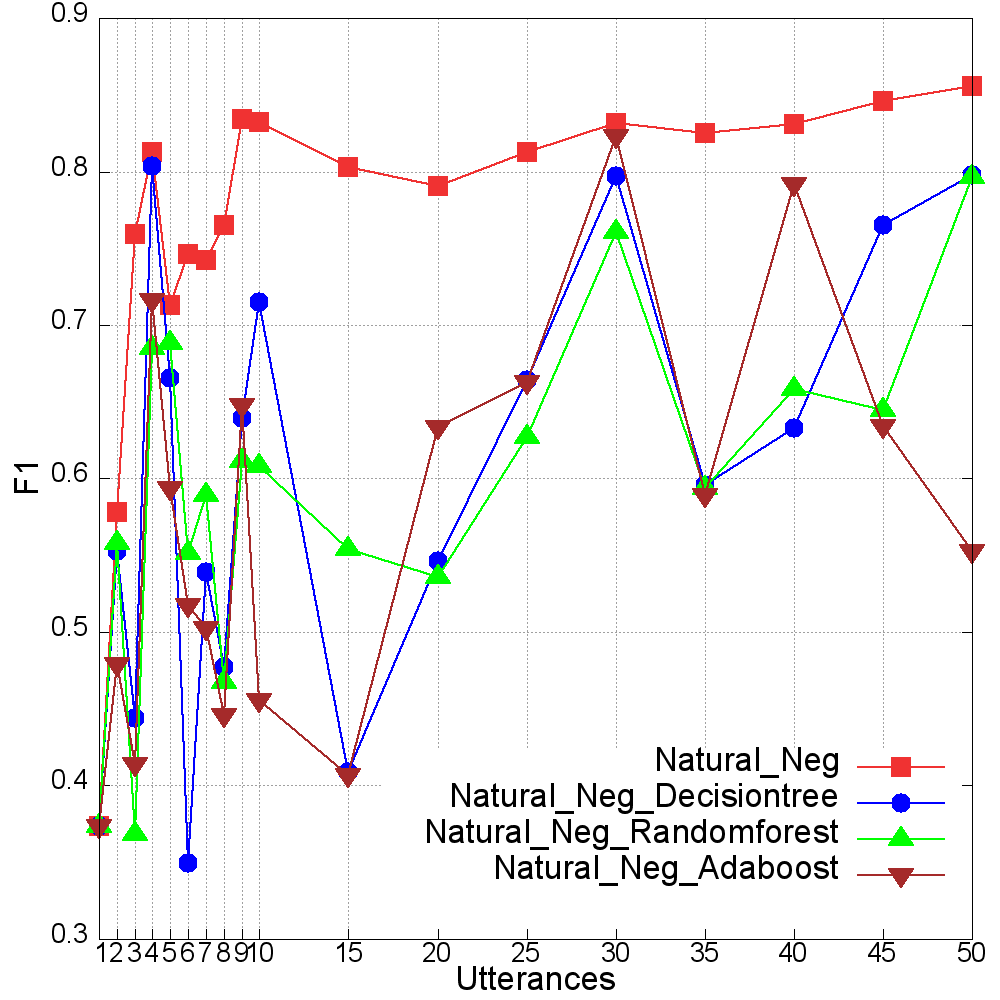 0.9
0.8
0.7
0.6
0.5
0.4
0.3
F1
Natural_Neg
Natural_Neg_Decisiontree
Natural_Neg_Randomforest
Natural_Neg_Adaboost
1 2 3 4 5 6 7 8 9 10 15 20 25 30 35 40 45 50
Utterances